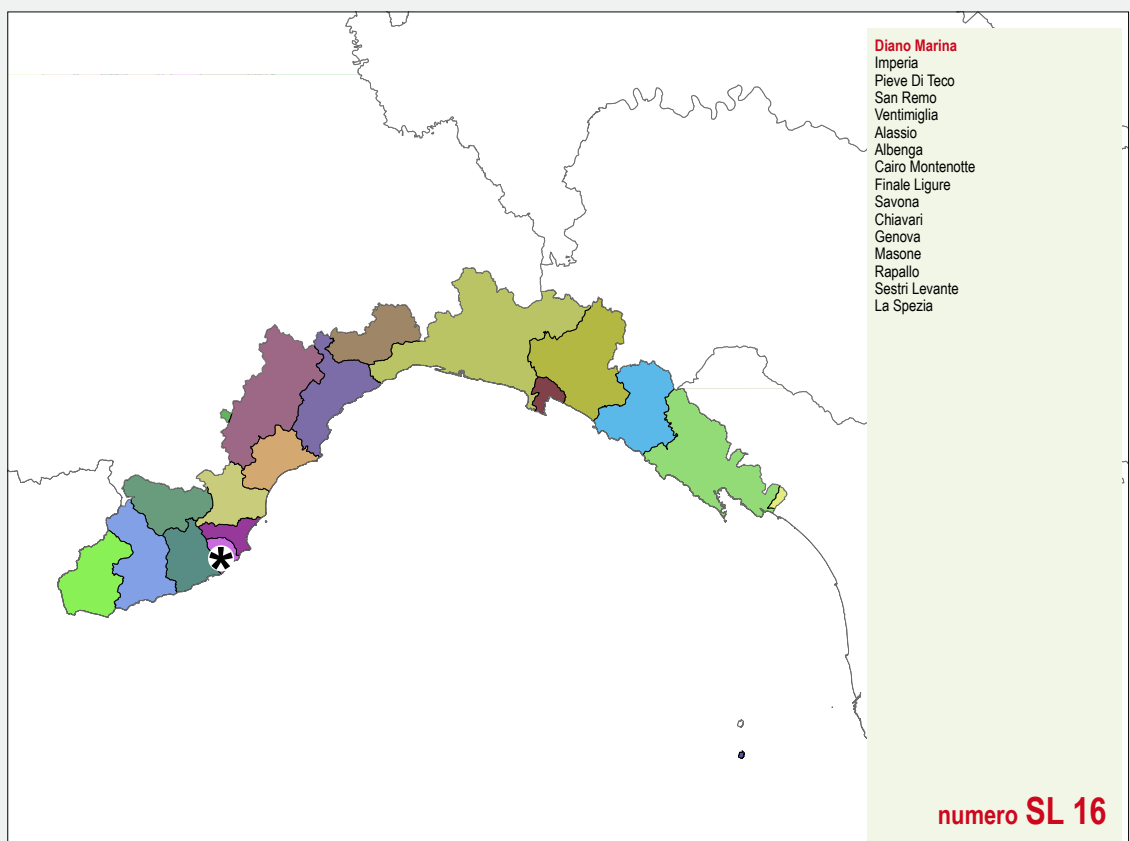 Diano Marina
Imperia
Pieve Di Teco
San Remo
Ventimiglia
Alassio
Albenga
Cairo Montenotte
Finale Ligure
Savona
Chiavari
Genova
Masone
Rapallo
Sestri Levante
La Spezia
*
numero SL 16